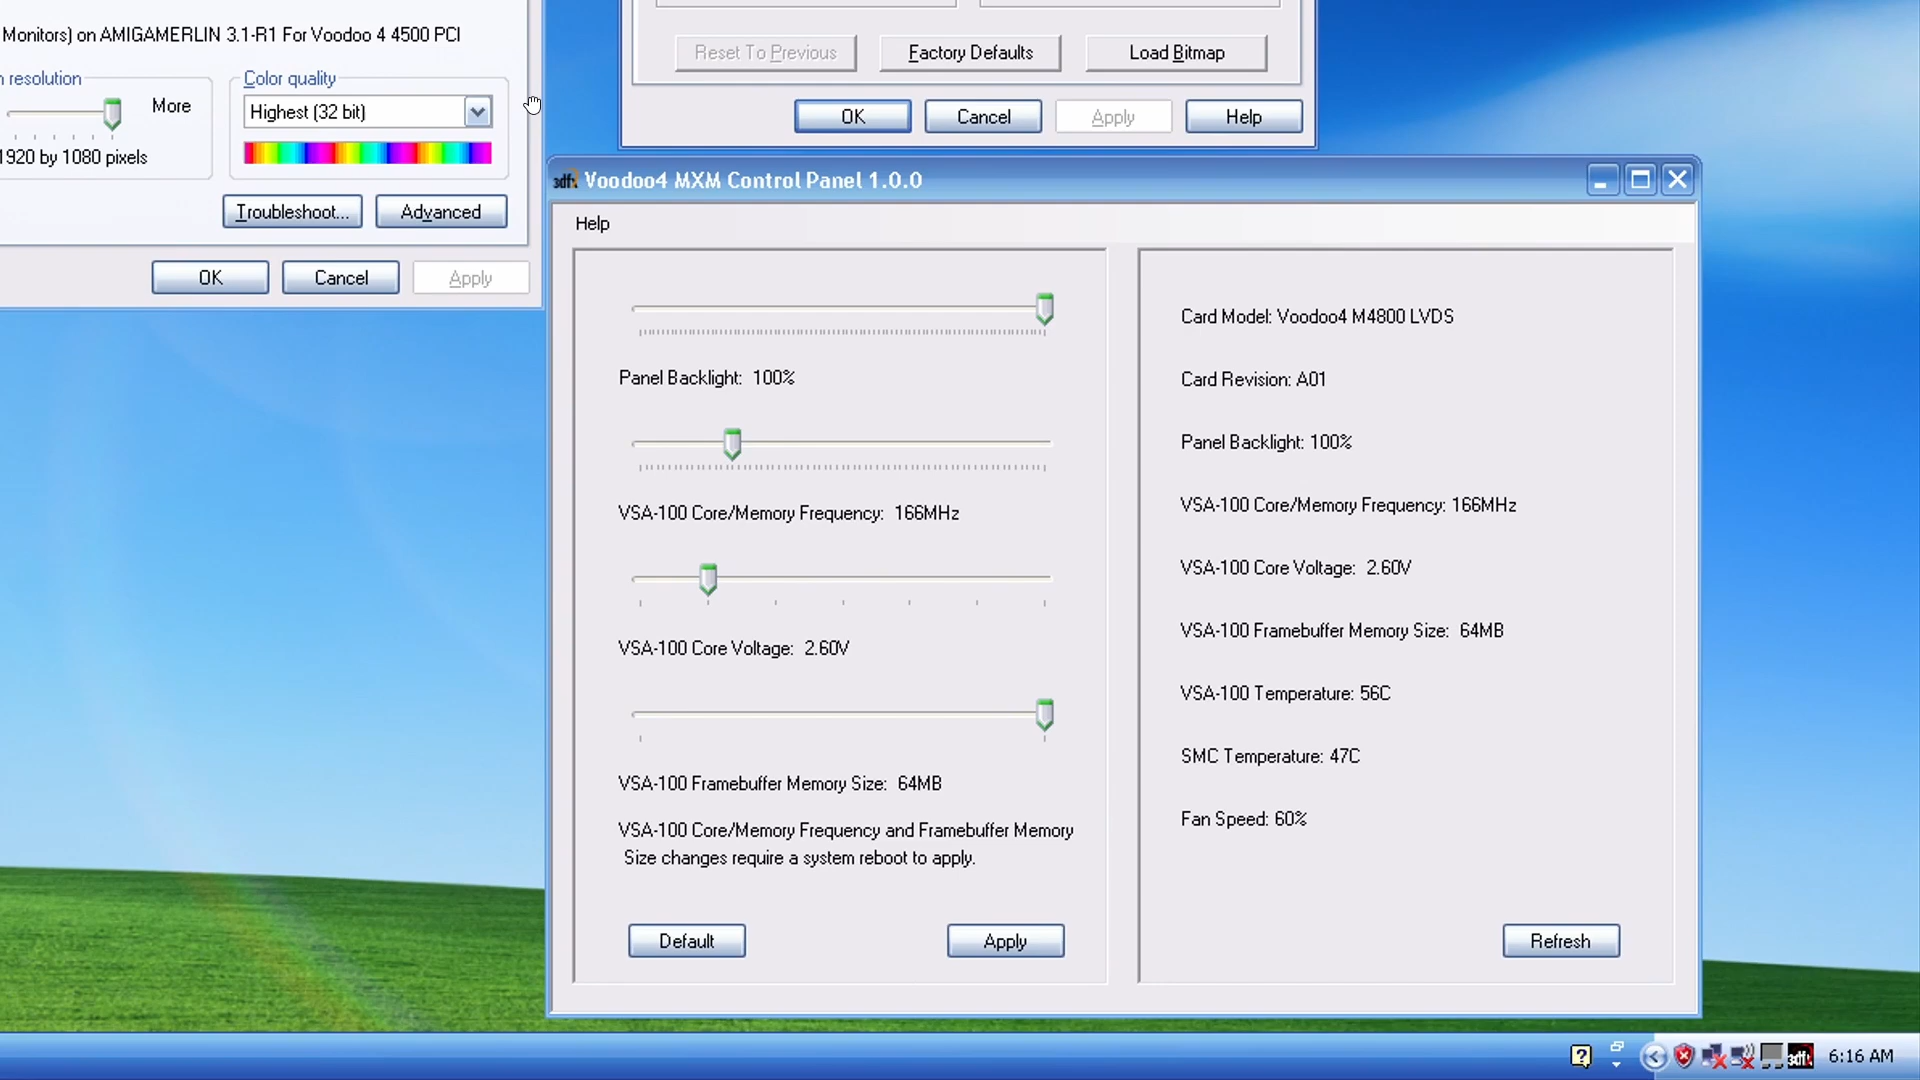 Monitors) on AMIGAMERLIN 3.1-R1 For Voodoo 4 4500 PCI
n resolution
More
1920 by 1080 pixels
Color quality
Highest (32 bit)
Troubleshoot...
Advanced
OK
Cancel
Apply
Reset To Previous
Factory Defaults
Load Bitmap
OK
Cancel
Apply
Help
3dfx Voodoo4 MXM Control Panel 1.0.0
Help
Panel Backlight: 100%
VSA-100 Core/Memory Frequency: 166MHz
VSA-100 Core Voltage: 2.60V
VSA-100 Framebuffer Memory Size: 64MB
VSA-100 Core/Memory Frequency and Framebuffer Memory
Size changes require a system reboot to apply.
Default
Apply
Card Model: Voodoo4 M4800 LVDS
Card Revision: A01
Panel Backlight: 100%
VSA-100 Core/Memory Frequency: 166MHz
VSA-100 Core Voltage: 2.60V
VSA-100 Framebuffer Memory Size: 64MB
VSA-100 Temperature: 56C
SMC Temperature: 47C
Fan Speed: 60%
Refresh
3dfx
6:16 AM